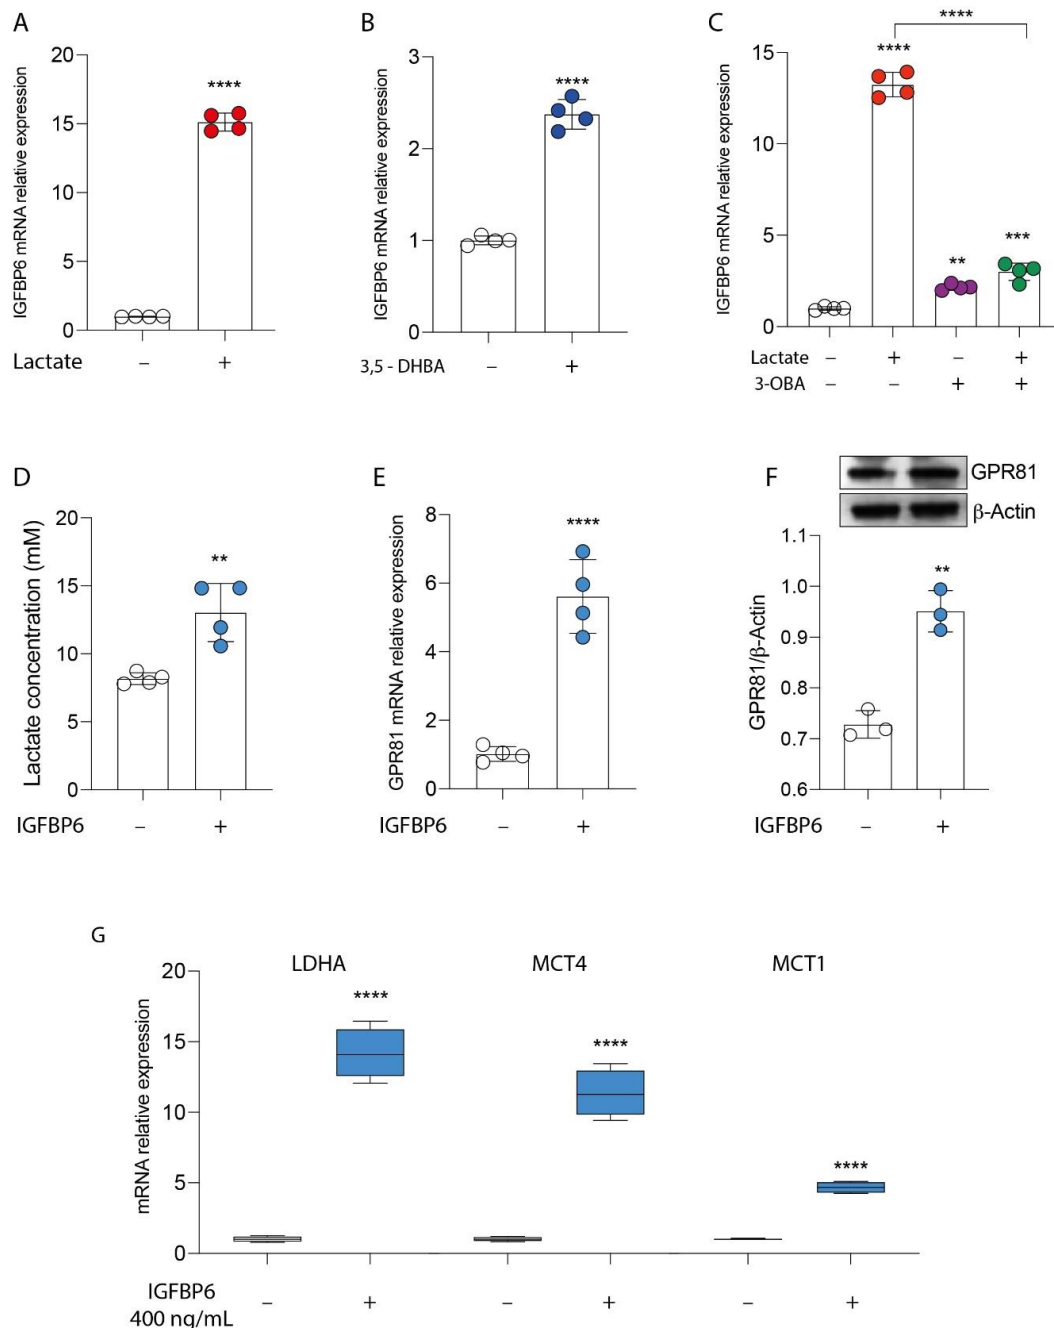 A
IGFBP6 mRNA relative expression
20
15
10
5
0
****
Lactate – +
B
IGFBP6 mRNA relative expression
3
2
1
0
****
3,5 - DHBA – +
C
IGFBP6 mRNA relative expression
15
10
5
0
****
****
**
***
Lactate – + – +
3-OBA – – + +
D
Lactate concentration (mM)
20
15
10
5
0
**
IGFBP6 – +
E
GPR81 mRNA relative expression
8
6
4
2
0
****
IGFBP6 – +
F
GPR81
β-Actin
GPR81/β-Actin
1.1
1.0
0.9
0.8
0.7
0.6
**
IGFBP6 – +
G
LDHA MCT4 MCT1
mRNA relative expression
20
15
10
5
0
****
****
****
IGFBP6
400 ng/mL
– + – + – +